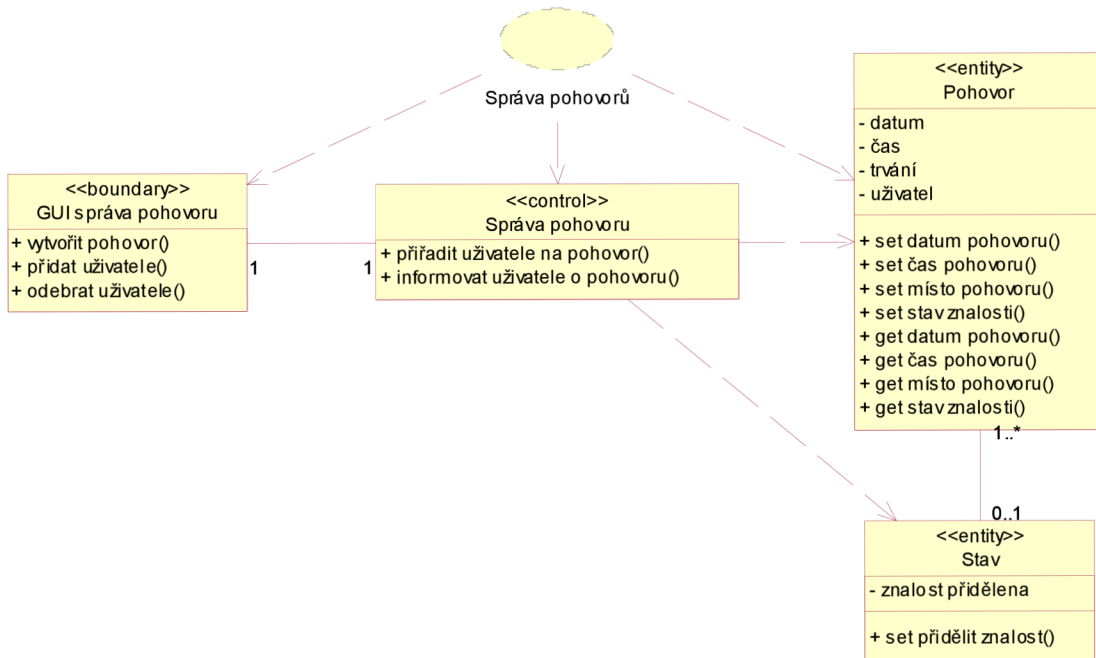 Správa pohovorů
<<entity>>
Pohovor
- datum
- čas
- trvání
- uživatel
+ set datum pohovoru()
+ set čas pohovoru()
+ set místo pohovoru()
+ set stav znalosti()
+ get datum pohovoru()
+ get čas pohovoru()
+ get místo pohovoru()
+ get stav znalosti()
<<boundary>>
GUI správa pohovoru
+ vytvořit pohovor()
+ přidat uživatele()
+ odebrat uživatele()
1
1
<<control>>
Správa pohovoru
+ přiřadit uživatele na pohovor()
+ informovat uživatele o pohovoru()
1..*
0..1
<<entity>>
Stav
- znalost přidělena
+ set přidělit znalost()